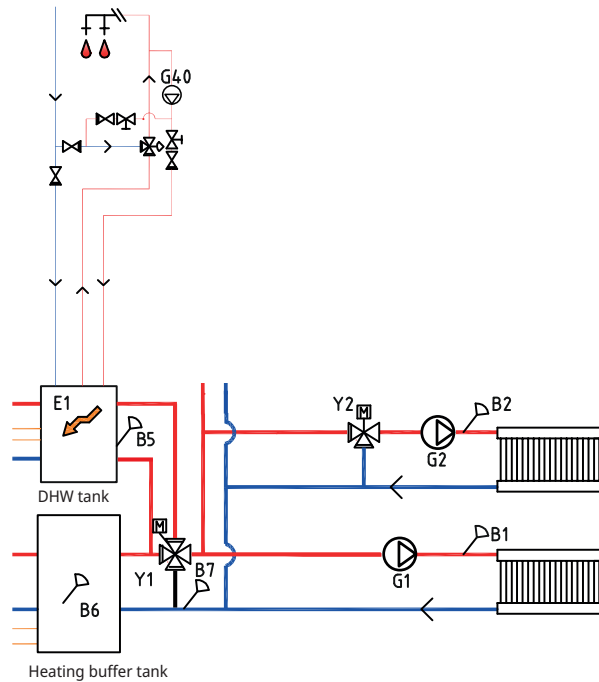 G40
E1
B5
DHW tank
Y2
M
B2
G2
M
Y1
B7
B6
B1
G1
Heating buffer tank